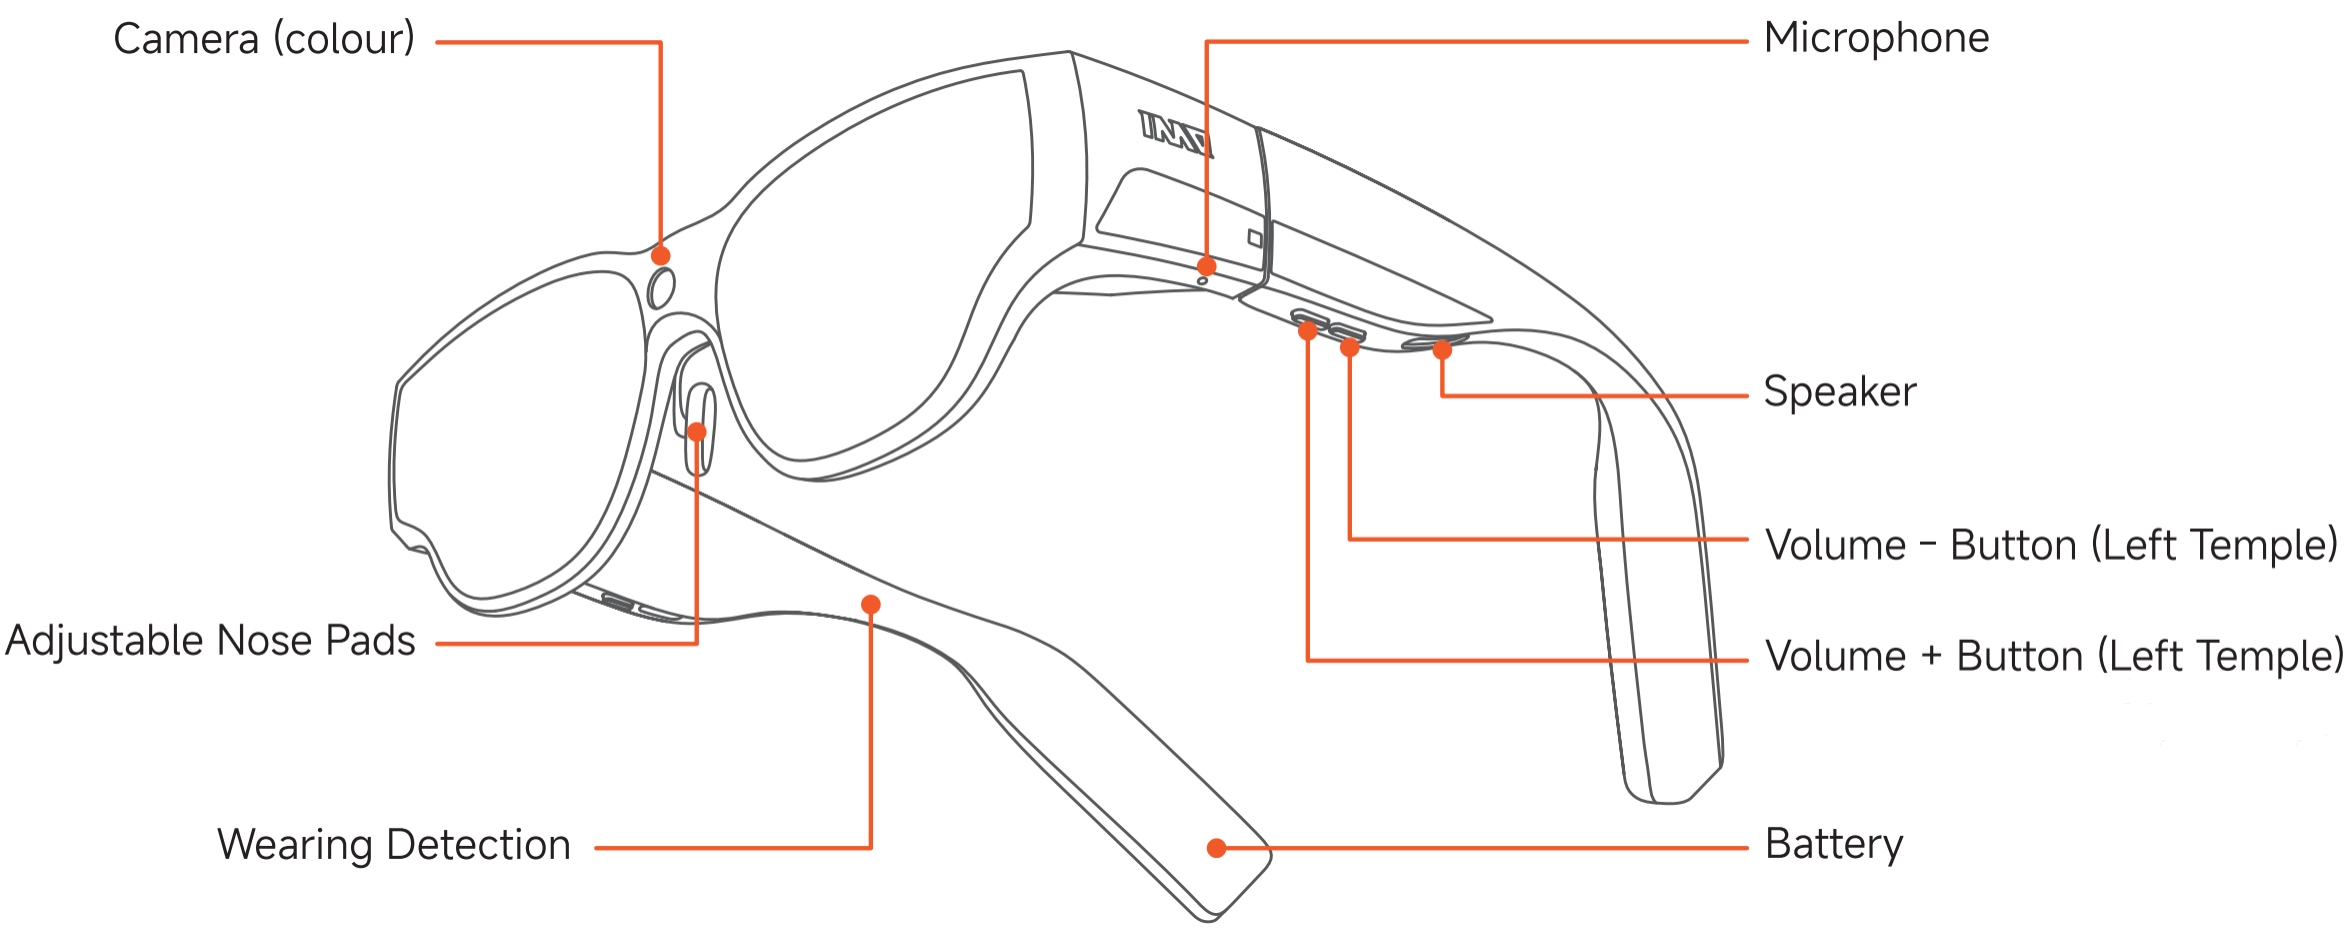 Camera (colour)
Microphone
INMO
Speaker
Volume − Button (Left Temple)
Adjustable Nose Pads
Volume + Button (Left Temple)
Wearing Detection
Battery